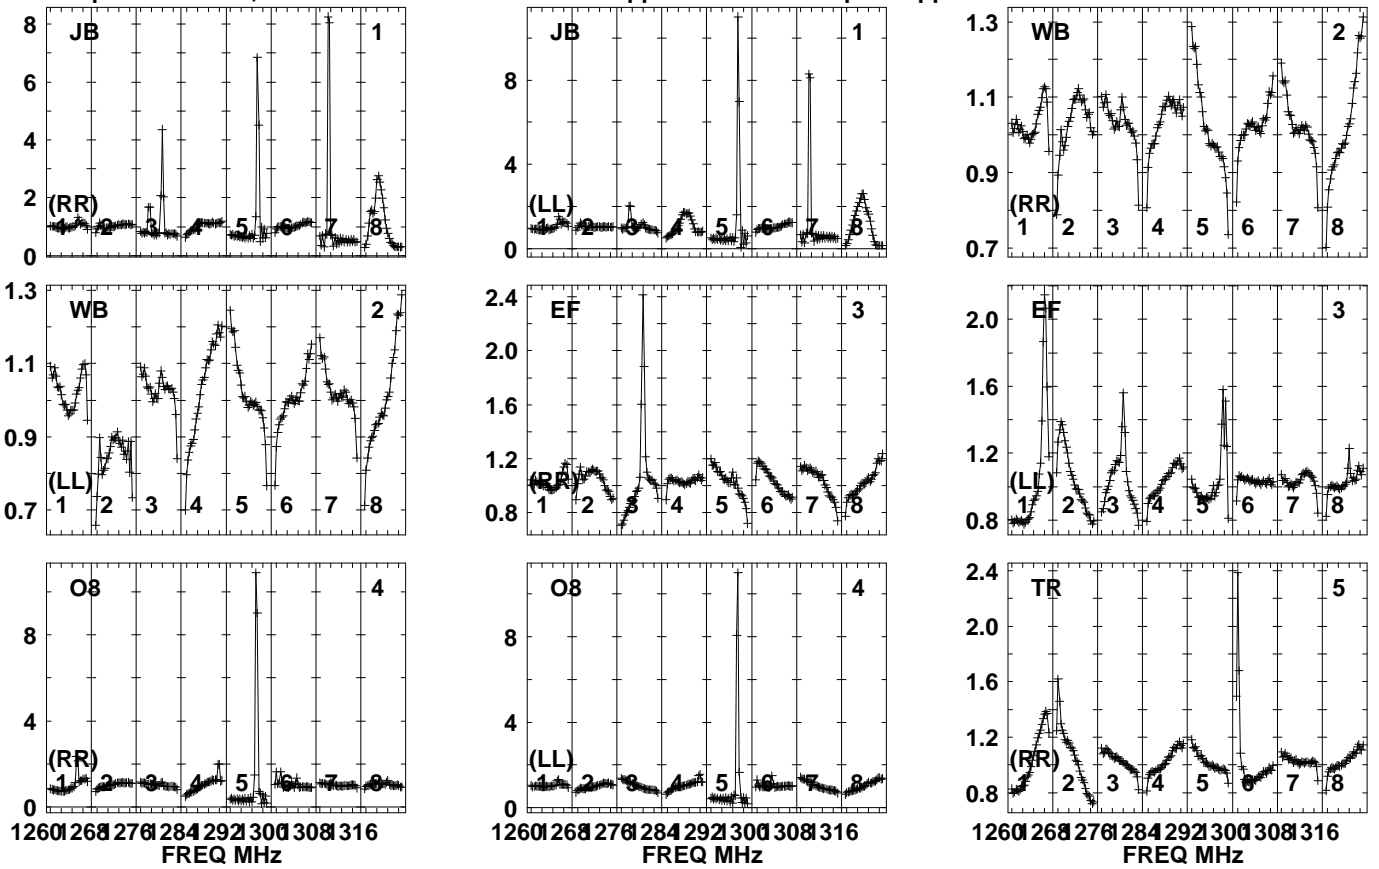 8 JB 1
6
4
2 (RR)
1 2 3 4 5 6 7 8
0
JB 1
8
4
(LL)
1 2 3 4 5 6 7 8
0
1.3 WB 2
1.1
0.9
(RR)
1 2 3 4 5 6 7 8
0.7
1.3 WB 2
1.1
0.9
(LL)
0.7 1 2 3 4 5 6 7 8
2.4 EF 3
2.0
1.6
1.2
(RR)
0.8 1 2 3 4 5 6 7 8
EF 3
2.0
1.6
1.2
(LL)
0.8 1 2 3 4 5 6 7 8
O8 4
8
4
(RR)
1 2 3 4 5 6 7 8
0
1260 1268 1276 1284 1292 1300 1308 1316
FREQ MHz
O8 4
8
4
(LL)
1 2 3 4 5 6 7 8
0
1260 1268 1276 1284 1292 1300 1308 1316
FREQ MHz
2.4 TR 5
2.0
1.6
1.2
(RR)
0.8 1 2 3 4 5 6 7 8
1260 1268 1276 1284 1292 1300 1308 1316
FREQ MHz